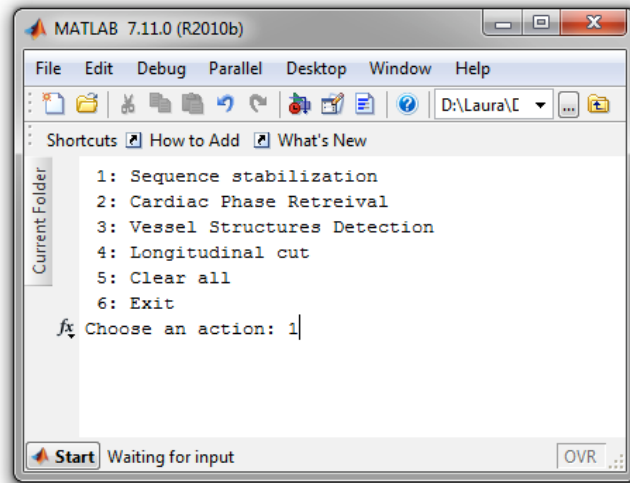 MATLAB 7.11.0 (R2010b)
File Edit Debug Parallel Desktop Window Help
D:\Laura\D
Shortcuts How to Add What's New
Current Folder
1: Sequence stabilization
2: Cardiac Phase Retreival
3: Vessel Structures Detection
4: Longitudinal cut
5: Clear all
6: Exit
fx Choose an action: 1
Start Waiting for input OVR